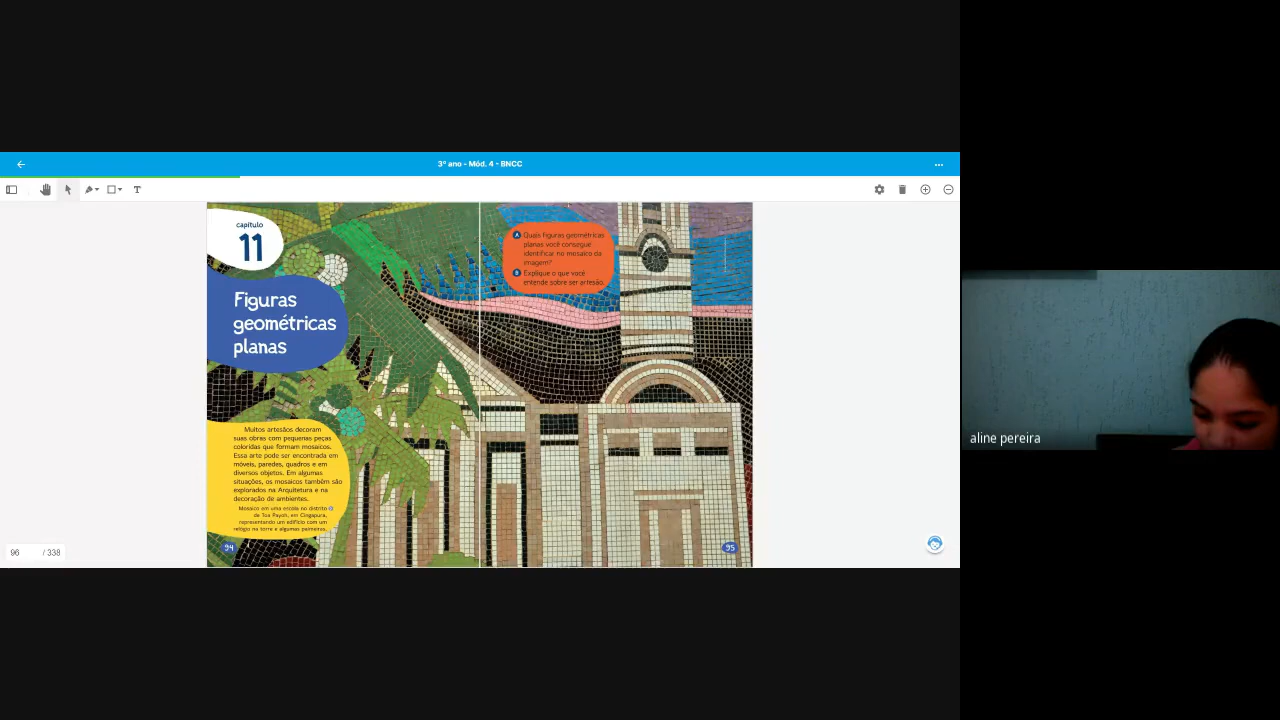 3º ano - Mód. 4 - BNCC
...
T
capítulo
11
Figuras
geométricas
planas
Muitos artesãos decoram
suas obras com pequenas peças
coloridas que formam mosaicos.
Essa arte pode ser encontrada em
móveis, paredes, quadros e em
diversos objetos. Em algumas
situações, os mosaicos também são
explorados na Arquitetura e na
decoração de ambientes.
Mosaico em uma escola no distrito
de Toa Payoh, em Cingapura,
representando um edifício com um
relógio na torre e algumas palmeiras.
94
A Quais figuras geométricas
planas você consegue
identificar no mosaico da
imagem?
B Explique o que você
entende sobre ser artesão.
95
96 / 338
aline pereira